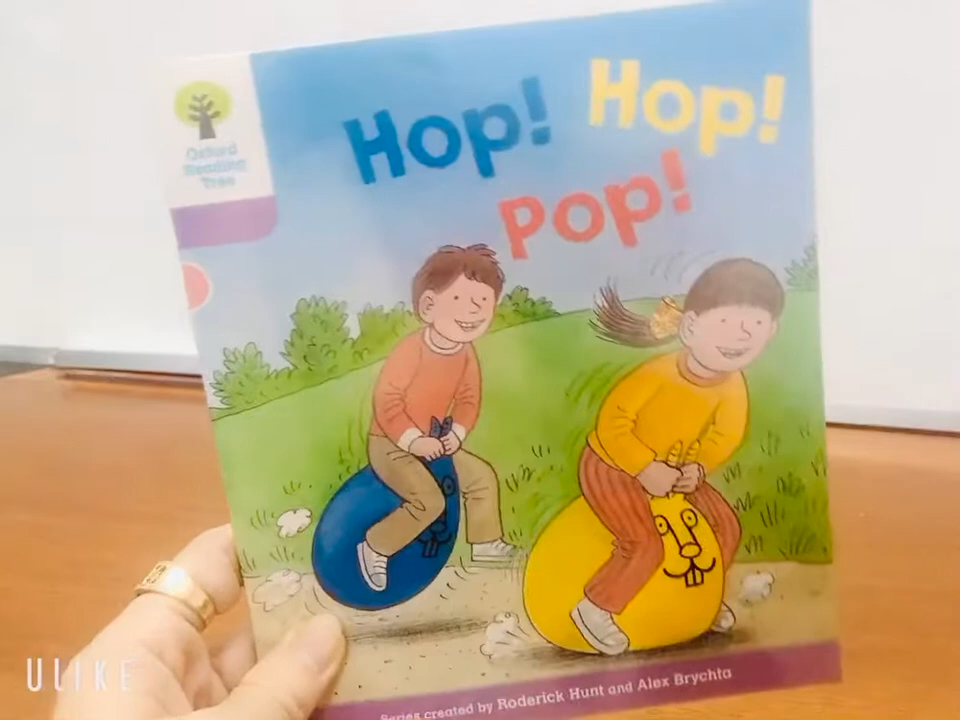 Oxford
Reading
Tree
Hop! Hop!
Pop!
Series created by Roderick Hunt and Alex Brychta
ULIKE